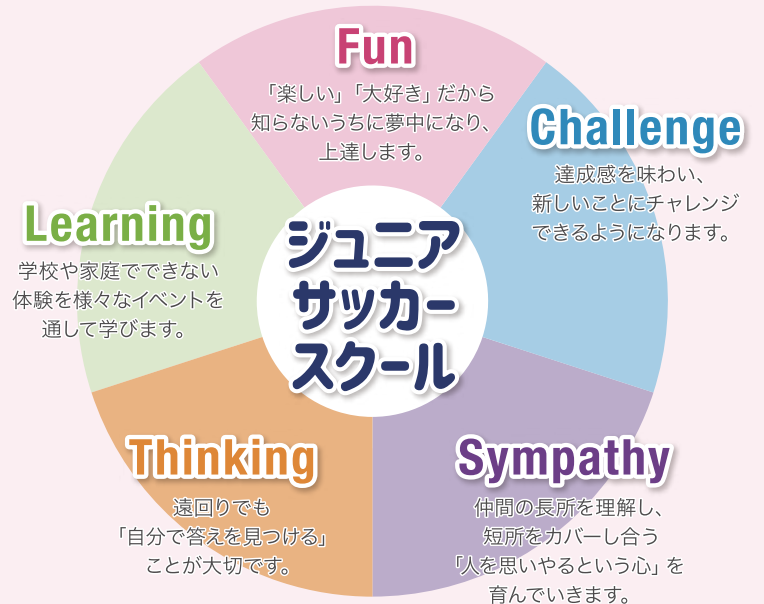 Fun
「楽しい」「大好き」だから
知らないうちに夢中になり、
上達します。
Challenge
達成感を味わい、
新しいことにチャレンジ
できるようになります。
Learning
学校や家庭でできない
体験を様々なイベントを
通して学びます。
ジュニア
サッカー
スクール
Thinking
遠回りでも
「自分で答えを見つける」
ことが大切です。
Sympathy
仲間の長所を理解し、
短所をカバーし合う
「人を思いやるという心」を
育んでいきます。